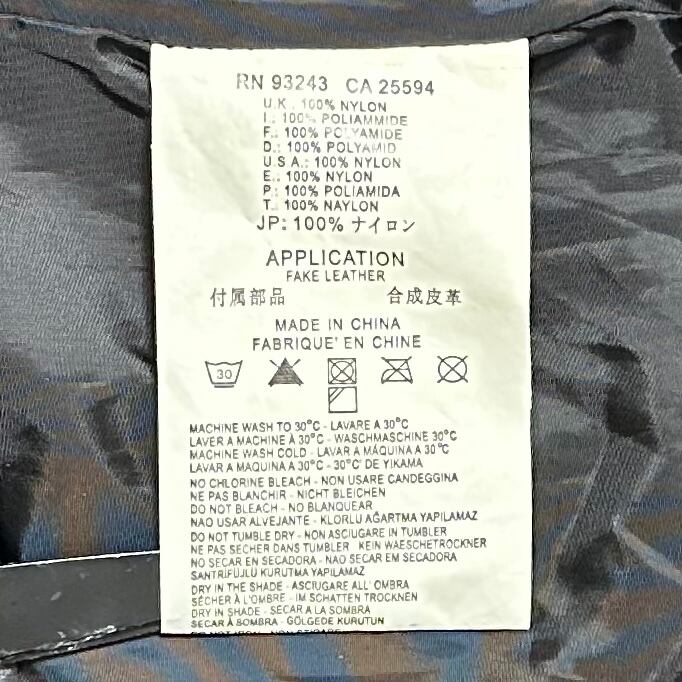 RN 93243 CA 25594
U.K.: 100% NYLON
I.: 100% POLIAMMIDE
F.: 100% POLYAMIDE
D.: 100% POLYAMID
U.S.A.: 100% NYLON
E.: 100% NYLON
P.: 100% POLIAMIDA
T.: 100% NAYLON
JP: 100% ナイロン
APPLICATION
FAKE LEATHER
付属部品 合成皮革
MADE IN CHINA
FABRIQUE' EN CHINE
30
MACHINE WASH TO 30°C - LAVARE A 30°C
LAVER A MACHINE À 30°C - WASCHMASCHINE 30°C
MACHINE WASH COLD - LAVAR A MÁQUINA A 30°C
LAVAR A MAQUINA A 30°C - 30°C' DE YIKAMA
NO CHLORINE BLEACH - NON USARE CANDEGGINA
NE PAS BLANCHIR - NICHT BLEICHEN
DO NOT BLEACH - NO BLANQUEAR
NAO USAR ALVEJANTE - KLORLU AĞARTMA YAPILAMAZ
DO NOT TUMBLE DRY - NON ASCIUGARE IN TUMBLER
NE PAS SECHER DANS TUMBLER KEIN WAESCHETROCKNER
NO SECAR EN SECADORA - NAO SECAR EM SECADORA
SANTRIFÜJLÜ KURUTMA YAPILAMAZ
DRY IN THE SHADE - ASCIUGARE ALL' OMBRA
SÉCHER À L'OMBRE - IM SCHATTEN TROCKNEN
DRY IN SHADE - SECAR A LA SOMBRA
SECAR À SOMBRA - GÖLGEDE KURUTUN